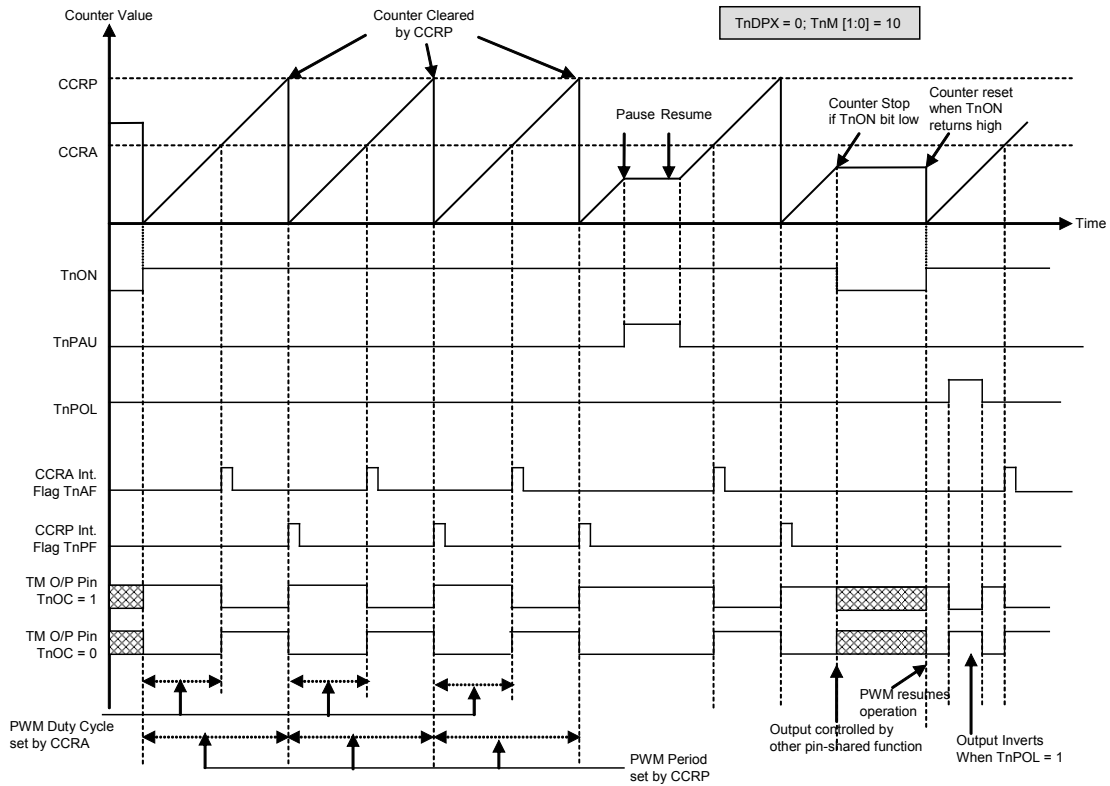 Counter Value
Counter Cleared
by CCRP
TnDPX = 0; TnM [1:0] = 10
CCRP
CCRA
Pause Resume
Counter Stop
if TnON bit low
Counter reset
when TnON
returns high
Time
TnON
TnPAU
TnPOL
CCRA Int.
Flag TnAF
CCRP Int.
Flag TnPF
TM O/P Pin
TnOC = 1
TM O/P Pin
TnOC = 0
PWM Duty Cycle
set by CCRA
PWM Period
set by CCRP
Output controlled by
other pin-shared function
PWM resumes
operation
Output Inverts
When TnPOL = 1